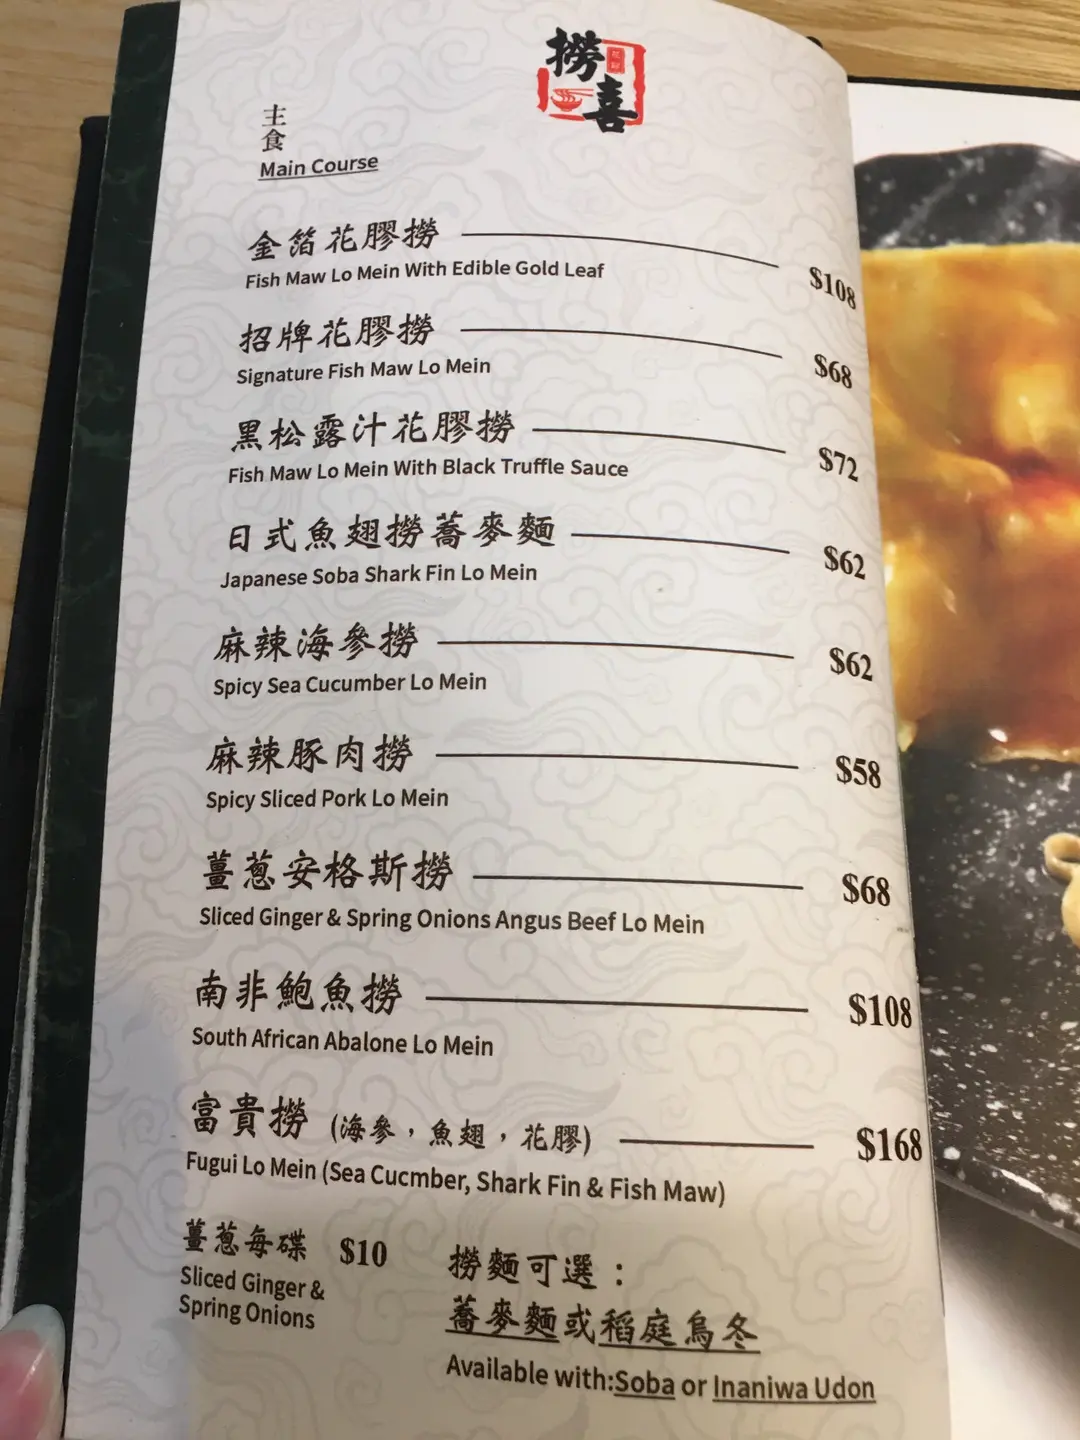 撈喜
主食
Main Course
金箔花膠撈 $108
Fish Maw Lo Mein With Edible Gold Leaf
招牌花膠撈 $68
Signature Fish Maw Lo Mein
黑松露汁花膠撈 $72
Fish Maw Lo Mein With Black Truffle Sauce
日式魚翅撈蕎麥麵 $62
Japanese Soba Shark Fin Lo Mein
麻辣海參撈 $62
Spicy Sea Cucumber Lo Mein
麻辣豚肉撈 $58
Spicy Sliced Pork Lo Mein
薑蔥安格斯撈 $68
Sliced Ginger & Spring Onions Angus Beef Lo Mein
南非鮑魚撈 $108
South African Abalone Lo Mein
富貴撈 (海參，魚翅，花膠) $168
Fugui Lo Mein (Sea Cucmber, Shark Fin & Fish Maw)
薑蔥每碟 $10
Sliced Ginger &
Spring Onions
撈麵可選：
蕎麥麵或稻庭烏冬
Available with:Soba or Inaniwa Udon